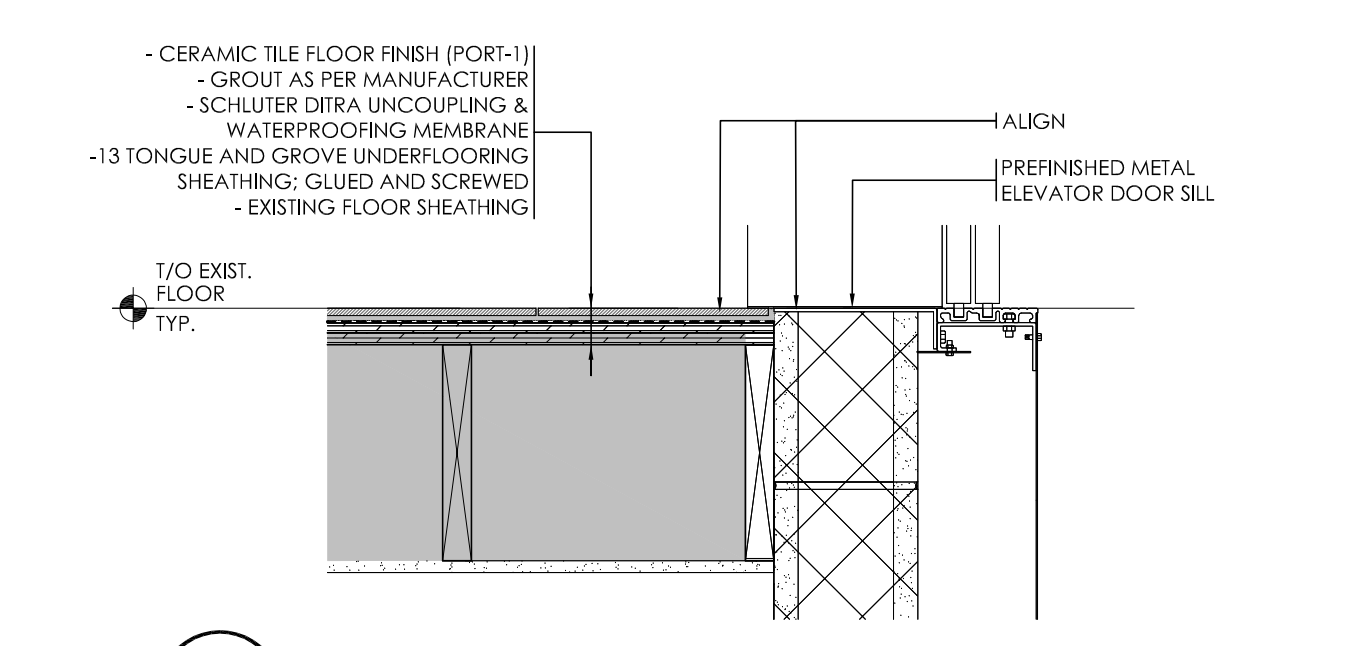 - CERAMIC TILE FLOOR FINISH (PORT-1)
- GROUT AS PER MANUFACTURER
- SCHLUTER DITRA UNCOUPLING &
WATERPROOFING MEMBRANE
-13 TONGUE AND GROVE UNDERFLOORING
SHEATHING; GLUED AND SCREWED
- EXISTING FLOOR SHEATHING
ALIGN
PREFINISHED METAL
ELEVATOR DOOR SILL
T/O EXIST.
FLOOR
TYP.